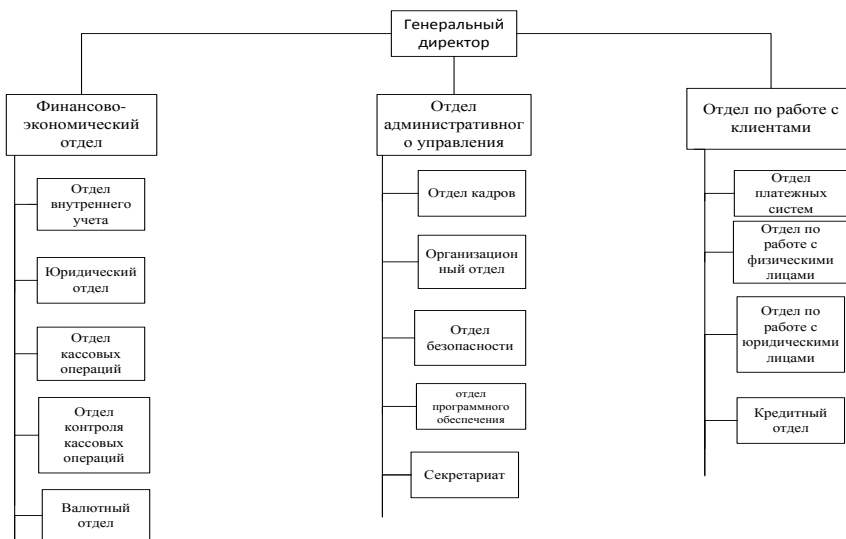 Генеральный
директор
Финансово-
экономический
отдел
Отдел
внутреннего
учета
Юридический
отдел
Отдел
кассовых
операций
Отдел
контроля
кассовых
операций
Валютный
отдел
Отдел
административног
о управления
Отдел кадров
Организацион
ный отдел
Отдел
безопасности
отдел
программного
обеспечения
Секретариат
Отдел по работе с
клиентами
Отдел
платежных
систем
Отдел по
работе с
физическими
лицами
Отдел по
работе с
юридическими
лицами
Кредитный
отдел